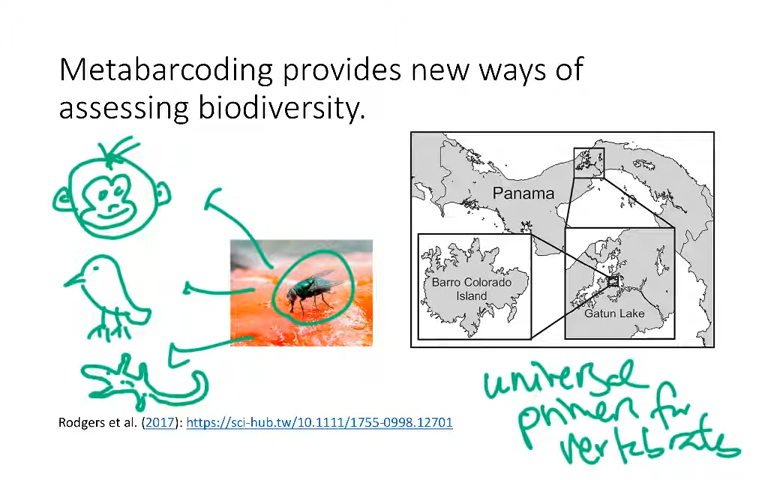 Metabarcoding provides new ways of
assessing biodiversity.
Panama
Barro Colorado
Island
Gatun Lake
universal
primers for
vertebrates
Rodgers et al. (2017): https://sci-hub.tw/10.1111/1755-0998.12701